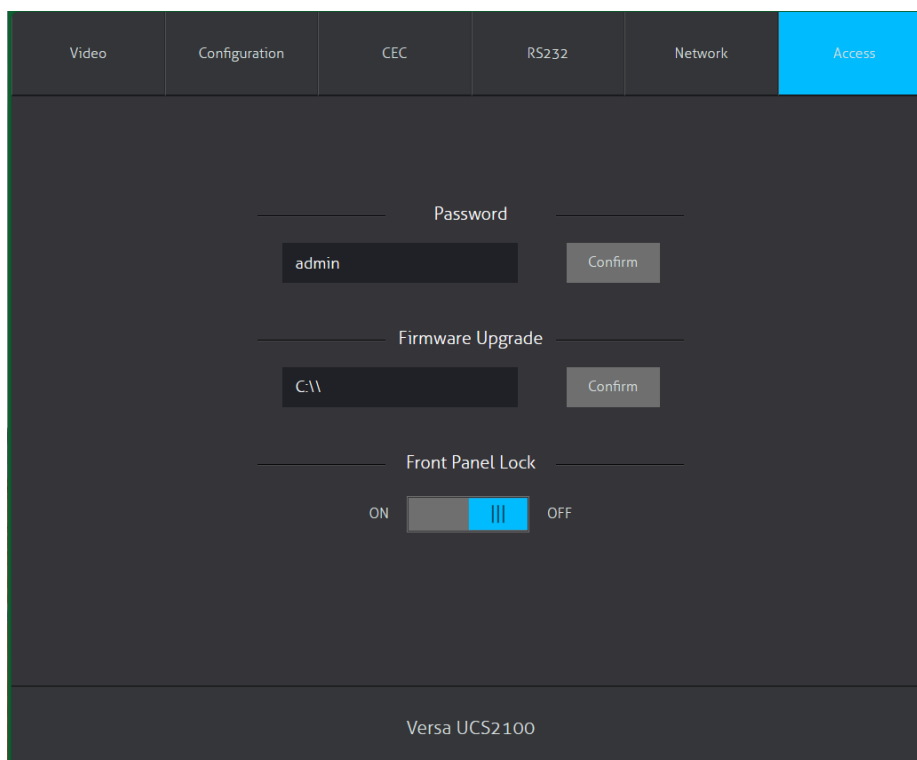 Video Configuration CEC RS232 Network Access
Password
admin Confirm
Firmware Upgrade
C:\\ Confirm
Front Panel Lock
ON OFF
Versa UCS2100